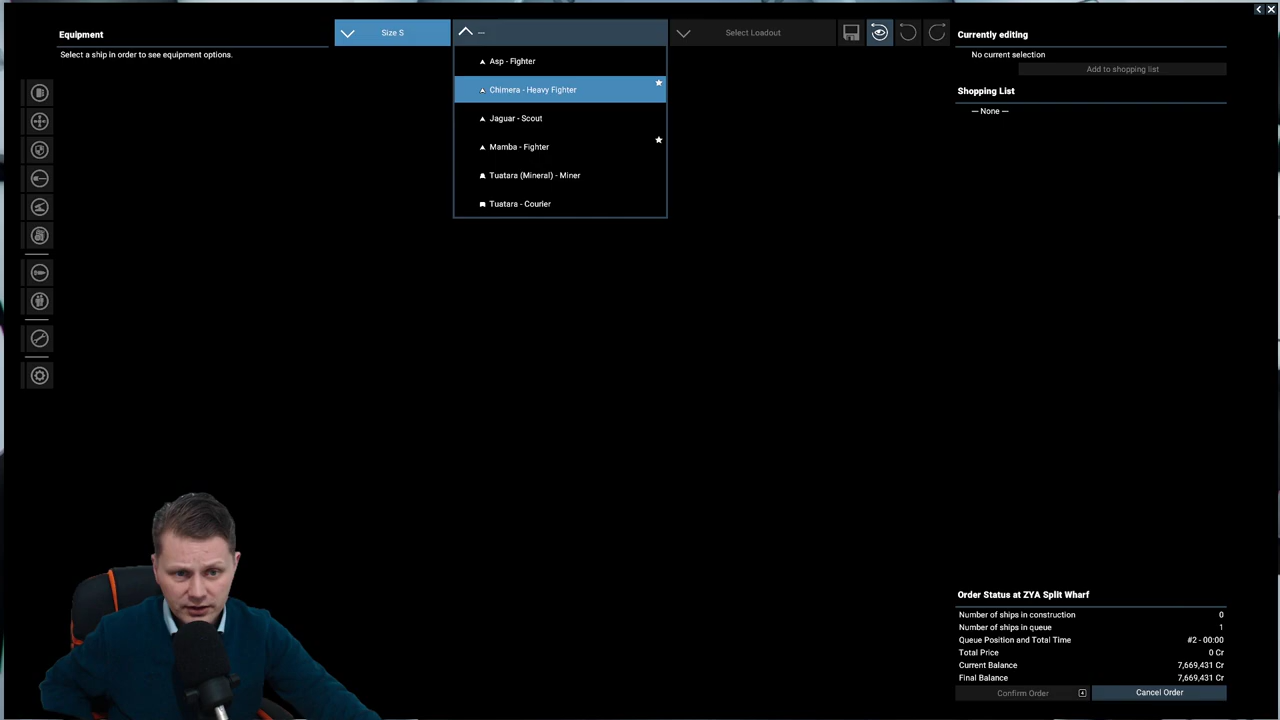 Equipment
Select a ship in order to see equipment options.
Size S
--
Select Loadout
Asp - Fighter
Chimera - Heavy Fighter
Jaguar - Scout
Mamba - Fighter
Tuatara (Mineral) - Miner
Tuatara - Courier
Currently editing
No current selection
Add to shopping list
Shopping List
-- None --
Order Status at ZYA Split Wharf
Number of ships in construction 0
Number of ships in queue 1
Queue Position and Total Time #2 - 00:00
Total Price 0 Cr
Current Balance 7,669,431 Cr
Final Balance 7,669,431 Cr
Confirm Order
Cancel Order